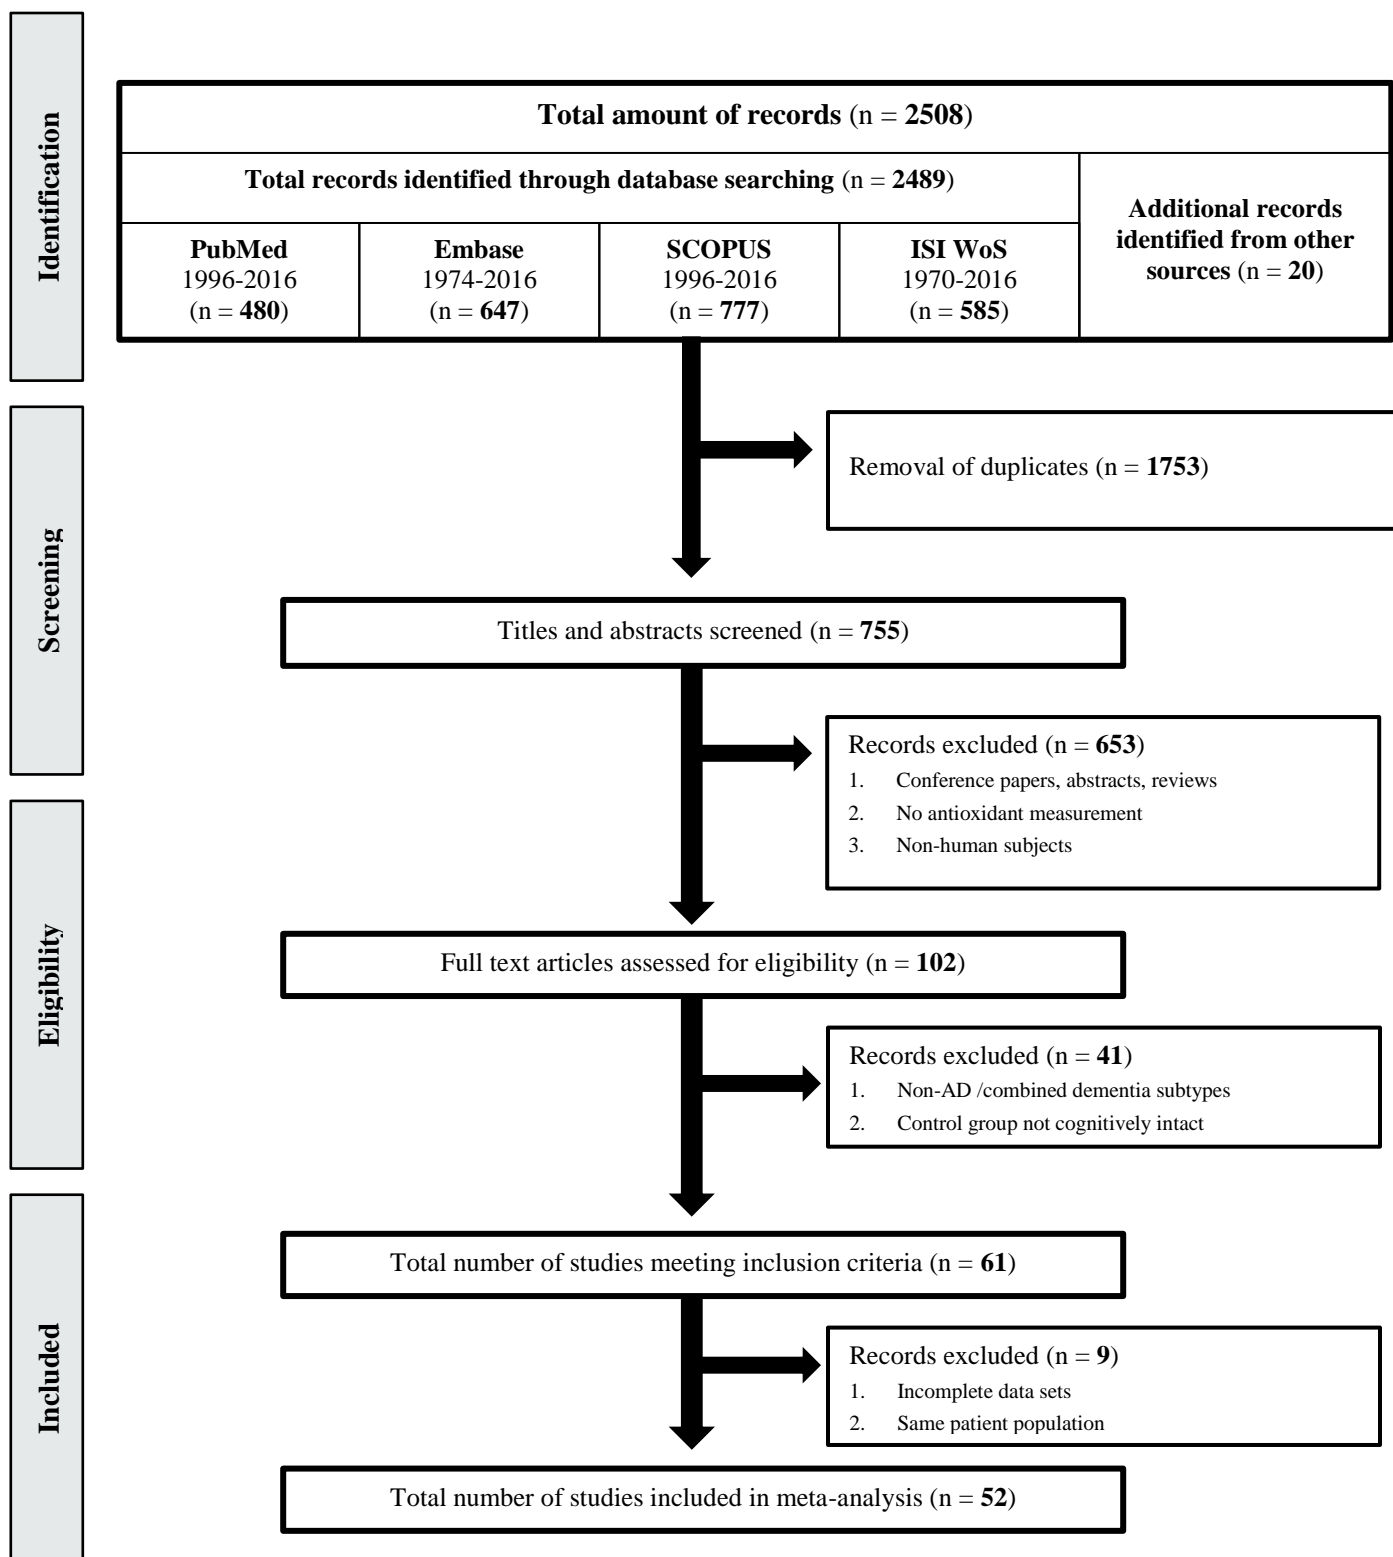 Identification
Total amount of records (n = 2508)
Total records identified through database searching (n = 2489)
Additional records
identified from other
sources (n = 20)
PubMed
1996-2016
(n = 480)
Embase
1974-2016
(n = 647)
SCOPUS
1996-2016
(n = 777)
ISI WoS
1970-2016
(n = 585)
Screening
Removal of duplicates (n = 1753)
Titles and abstracts screened (n = 755)
Records excluded (n = 653)
1. Conference papers, abstracts, reviews
2. No antioxidant measurement
3. Non-human subjects
Eligibility
Full text articles assessed for eligibility (n = 102)
Records excluded (n = 41)
1. Non-AD /combined dementia subtypes
2. Control group not cognitively intact
Included
Total number of studies meeting inclusion criteria (n = 61)
Records excluded (n = 9)
1. Incomplete data sets
2. Same patient population
Total number of studies included in meta-analysis (n = 52)